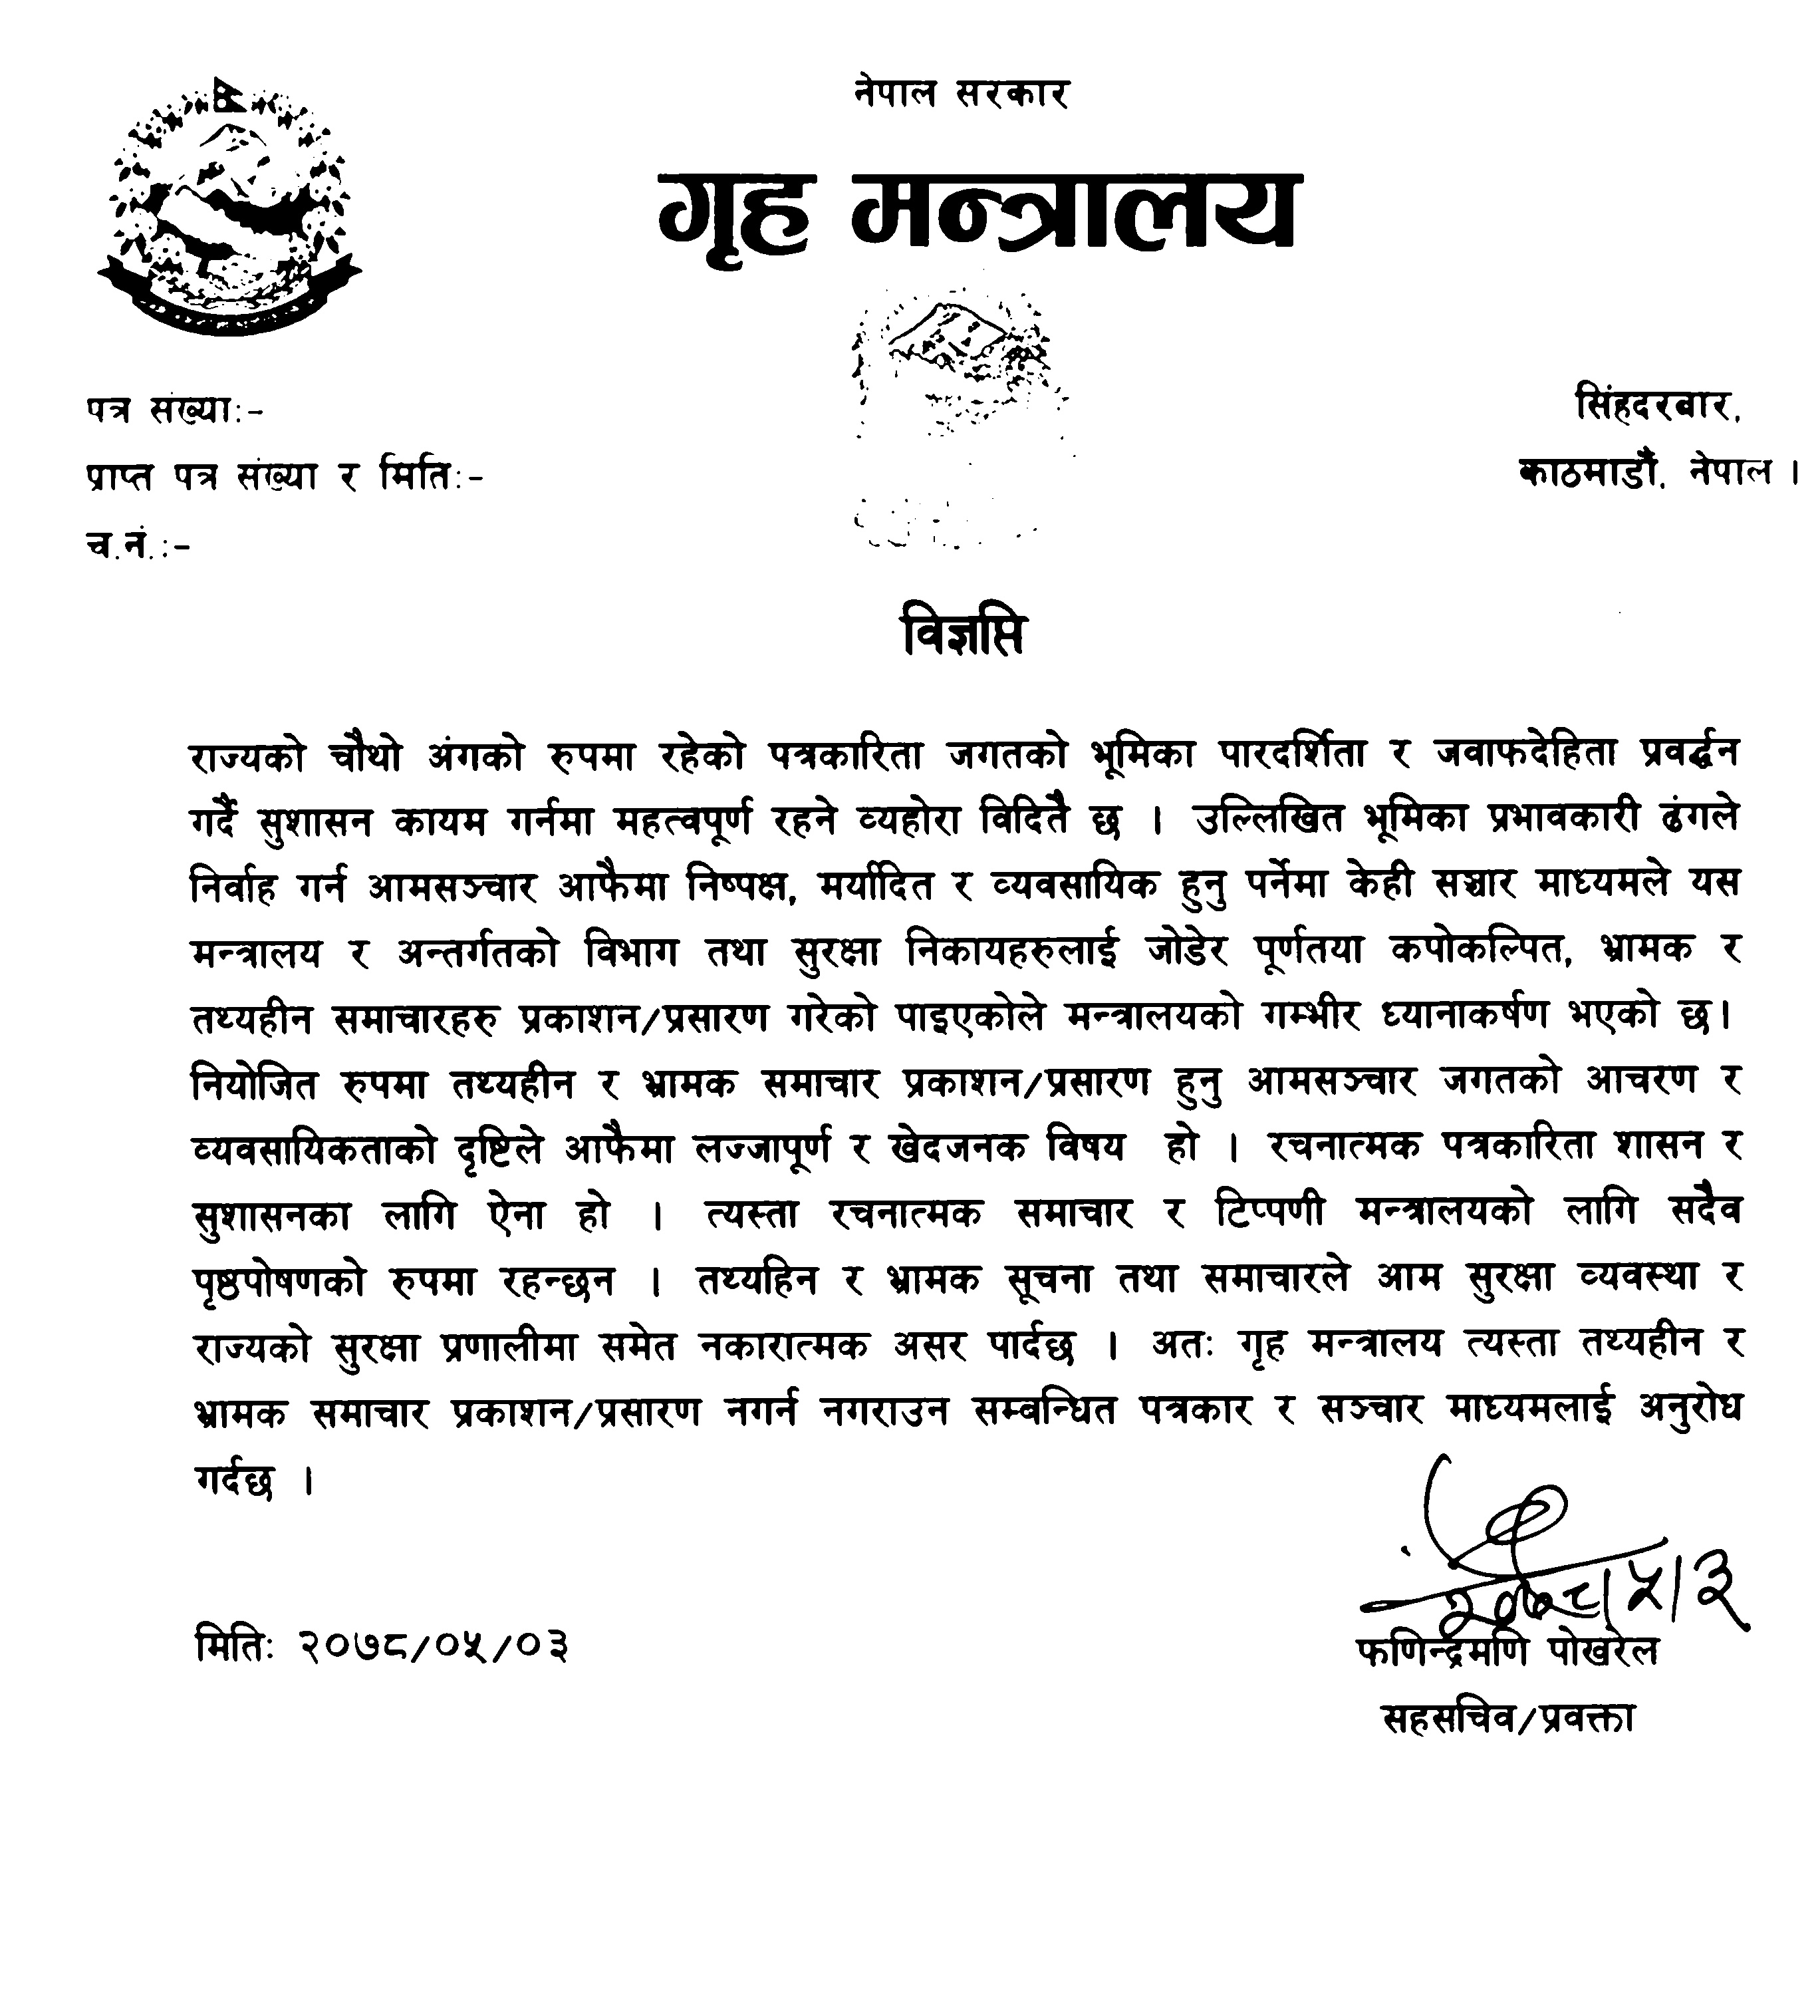 नेपाल सरकार
गृह मन्त्रालय
पत्र संख्याः-
प्राप्त पत्र संख्या र मितिः-
च.नं.:-
सिंहदरबार,
काठमाडौं, नेपाल ।
विज्ञप्ति
राज्यको चौथो अंगको रुपमा रहेको पत्रकारिता जगतको भूमिका पारदर्शिता र जवाफदेहिता प्रवर्द्धन
गर्दै सुशासन कायम गर्नमा महत्वपूर्ण रहने व्यहोरा विदितै छ । उल्लिखित भूमिका प्रभावकारी ढंगले
निर्वाह गर्न आमसञ्चार आफैमा निष्पक्ष, मर्यादित र व्यवसायिक हुनु पर्नेमा केही सञ्चार माध्यमले यस
मन्त्रालय र अन्तर्गतको विभाग तथा सुरक्षा निकायहरुलाई जोडेर पूर्णतया कपोकल्पित, भ्रामक र
तथ्यहीन समाचारहरु प्रकाशन/प्रसारण गरेको पाइएकोले मन्त्रालयको गम्भीर ध्यानाकर्षण भएको छ।
नियोजित रुपमा तथ्यहीन र भ्रामक समाचार प्रकाशन/प्रसारण हुनु आमसञ्चार जगतको आचरण र
व्यवसायिकताको दृष्टिले आफैमा लज्जापूर्ण र खेदजनक विषय हो । रचनात्मक पत्रकारिता शासन र
सुशासनका लागि ऐना हो । त्यस्ता रचनात्मक समाचार र टिप्पणी मन्त्रालयको लागि सदैव
पृष्ठपोषणको रुपमा रहन्छन । तथ्यहिन र भ्रामक सूचना तथा समाचारले आम सुरक्षा व्यवस्था र
राज्यको सुरक्षा प्रणालीमा समेत नकारात्मक असर पार्दछ । अतः गृह मन्त्रालय त्यस्ता तथ्यहीन र
भ्रामक समाचार प्रकाशन/प्रसारण नगर्न नगराउन सम्बन्धित पत्रकार र सञ्चार माध्यमलाई अनुरोध
गर्दछ ।
२०७८।५।३
मितिः २०७८/०५/०३
फणिन्द्रमणि पोखरेल
सहसचिव/प्रवक्ता